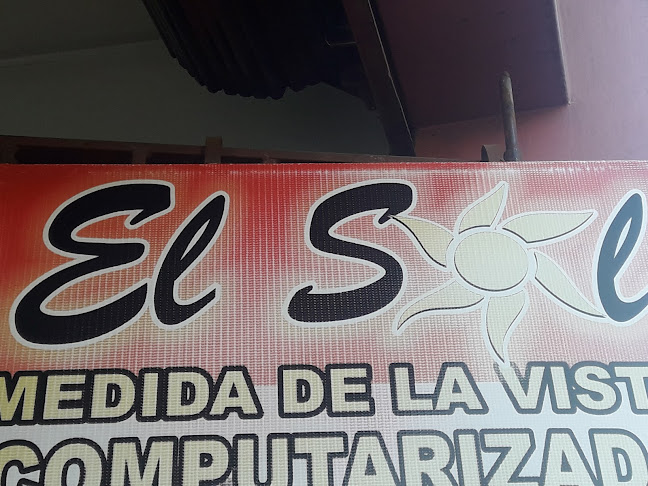 El Sol
MEDIDA DE LA VIST
COMPUTARIZAD